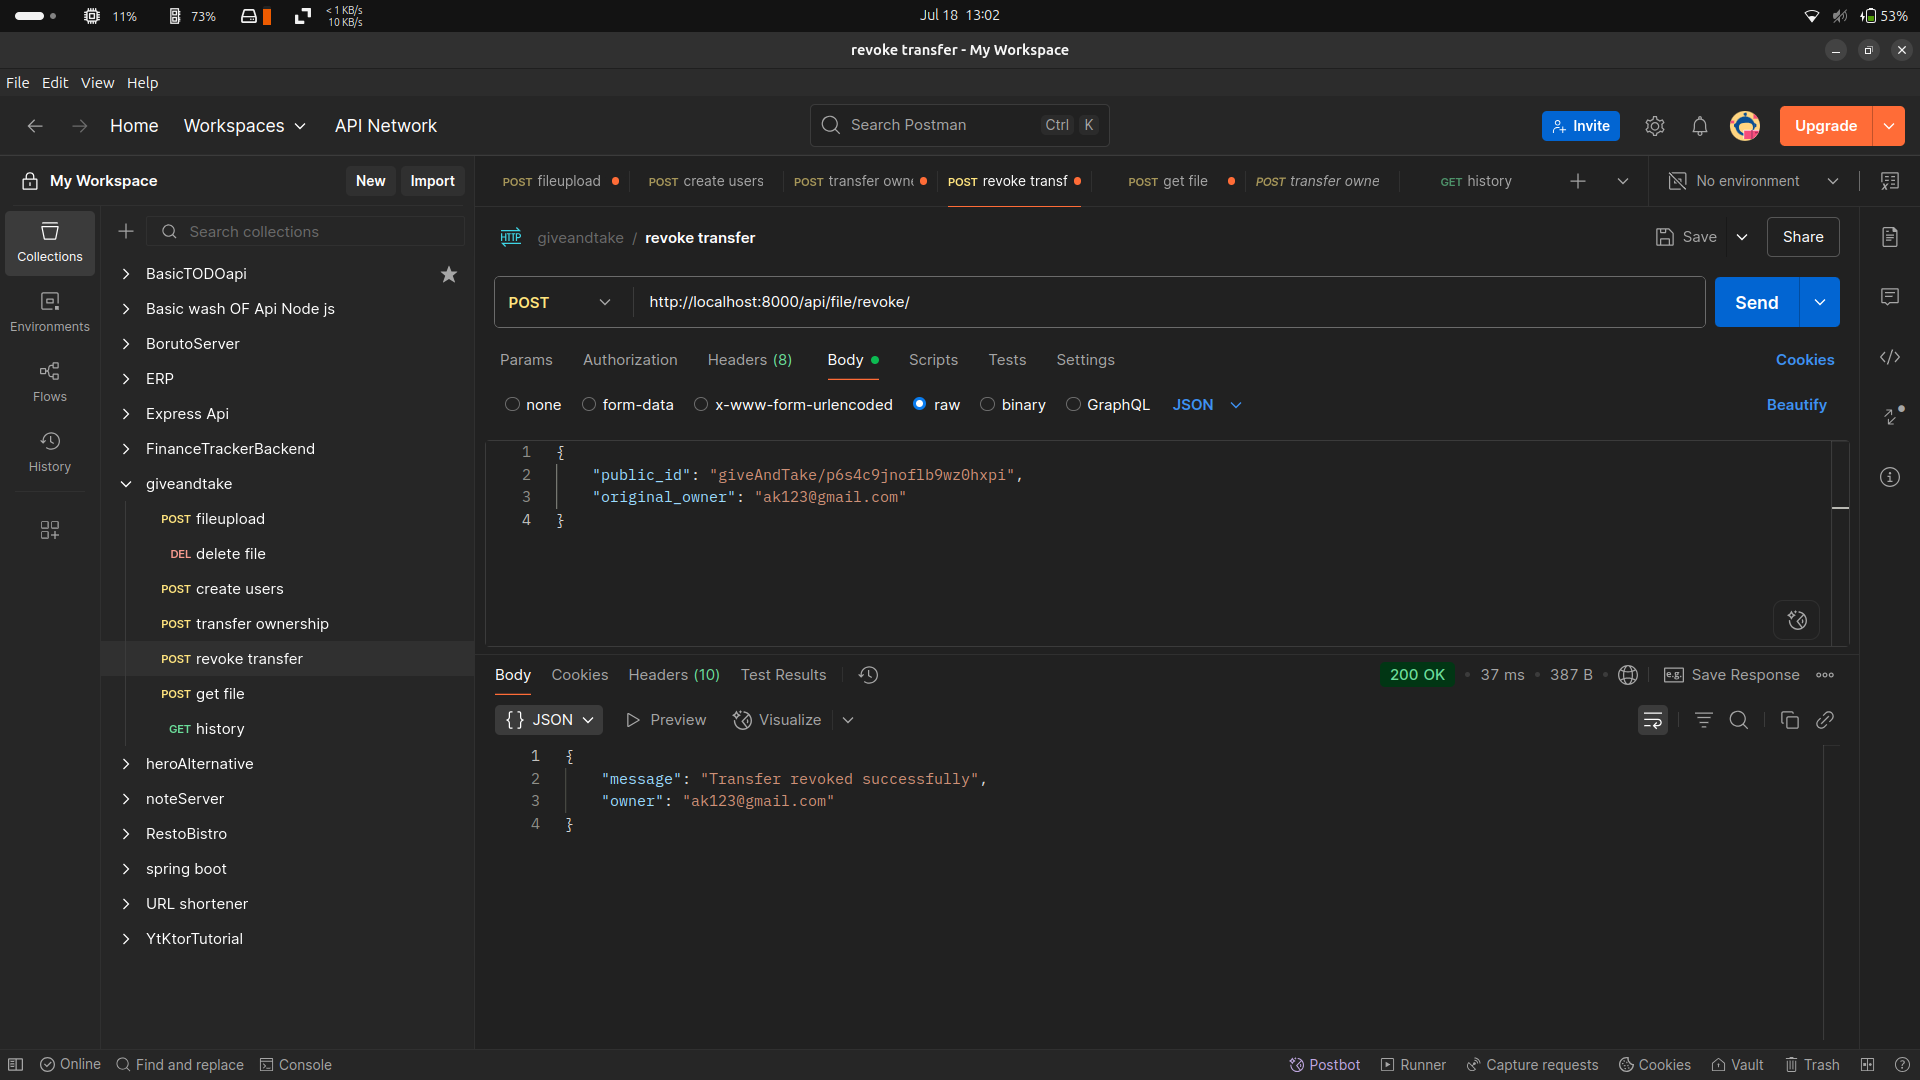 11%
73%
< 1 KB/s
10 KB/s
Jul 18 13:02
53%
revoke transfer - My Workspace
File Edit View Help
Home Workspaces API Network
Search Postman Ctrl K
Invite
Upgrade
My Workspace New Import
POST fileupload POST create users POST transfer owne POST revoke transf POST get file POST transfer owne GET history
No environment
Collections
Environments
Flows
History
Search collections
BasicTODOapi
Basic wash OF Api Node js
BorutoServer
ERP
Express Api
FinanceTrackerBackend
giveandtake
POST fileupload
DEL delete file
POST create users
POST transfer ownership
POST revoke transfer
POST get file
GET history
heroAlternative
noteServer
RestoBistro
spring boot
URL shortener
YtKtorTutorial
HTTP giveandtake / revoke transfer
Save Share
POST http://localhost:8000/api/file/revoke/
Send
Params Authorization Headers (8) Body Scripts Tests Settings Cookies
none form-data x-www-form-urlencoded raw binary GraphQL JSON Beautify
1 {
2 "public_id": "giveAndTake/p6s4c9jnoflb9wz0hxpi",
3 "original_owner": "ak123@gmail.com"
4 }
Body Cookies Headers (10) Test Results 200 OK • 37 ms • 387 B • e.g. Save Response
{} JSON Preview Visualize
1 {
2 "message": "Transfer revoked successfully",
3 "owner": "ak123@gmail.com"
4 }
Online Find and replace Console
Postbot Runner Capture requests Cookies Vault Trash